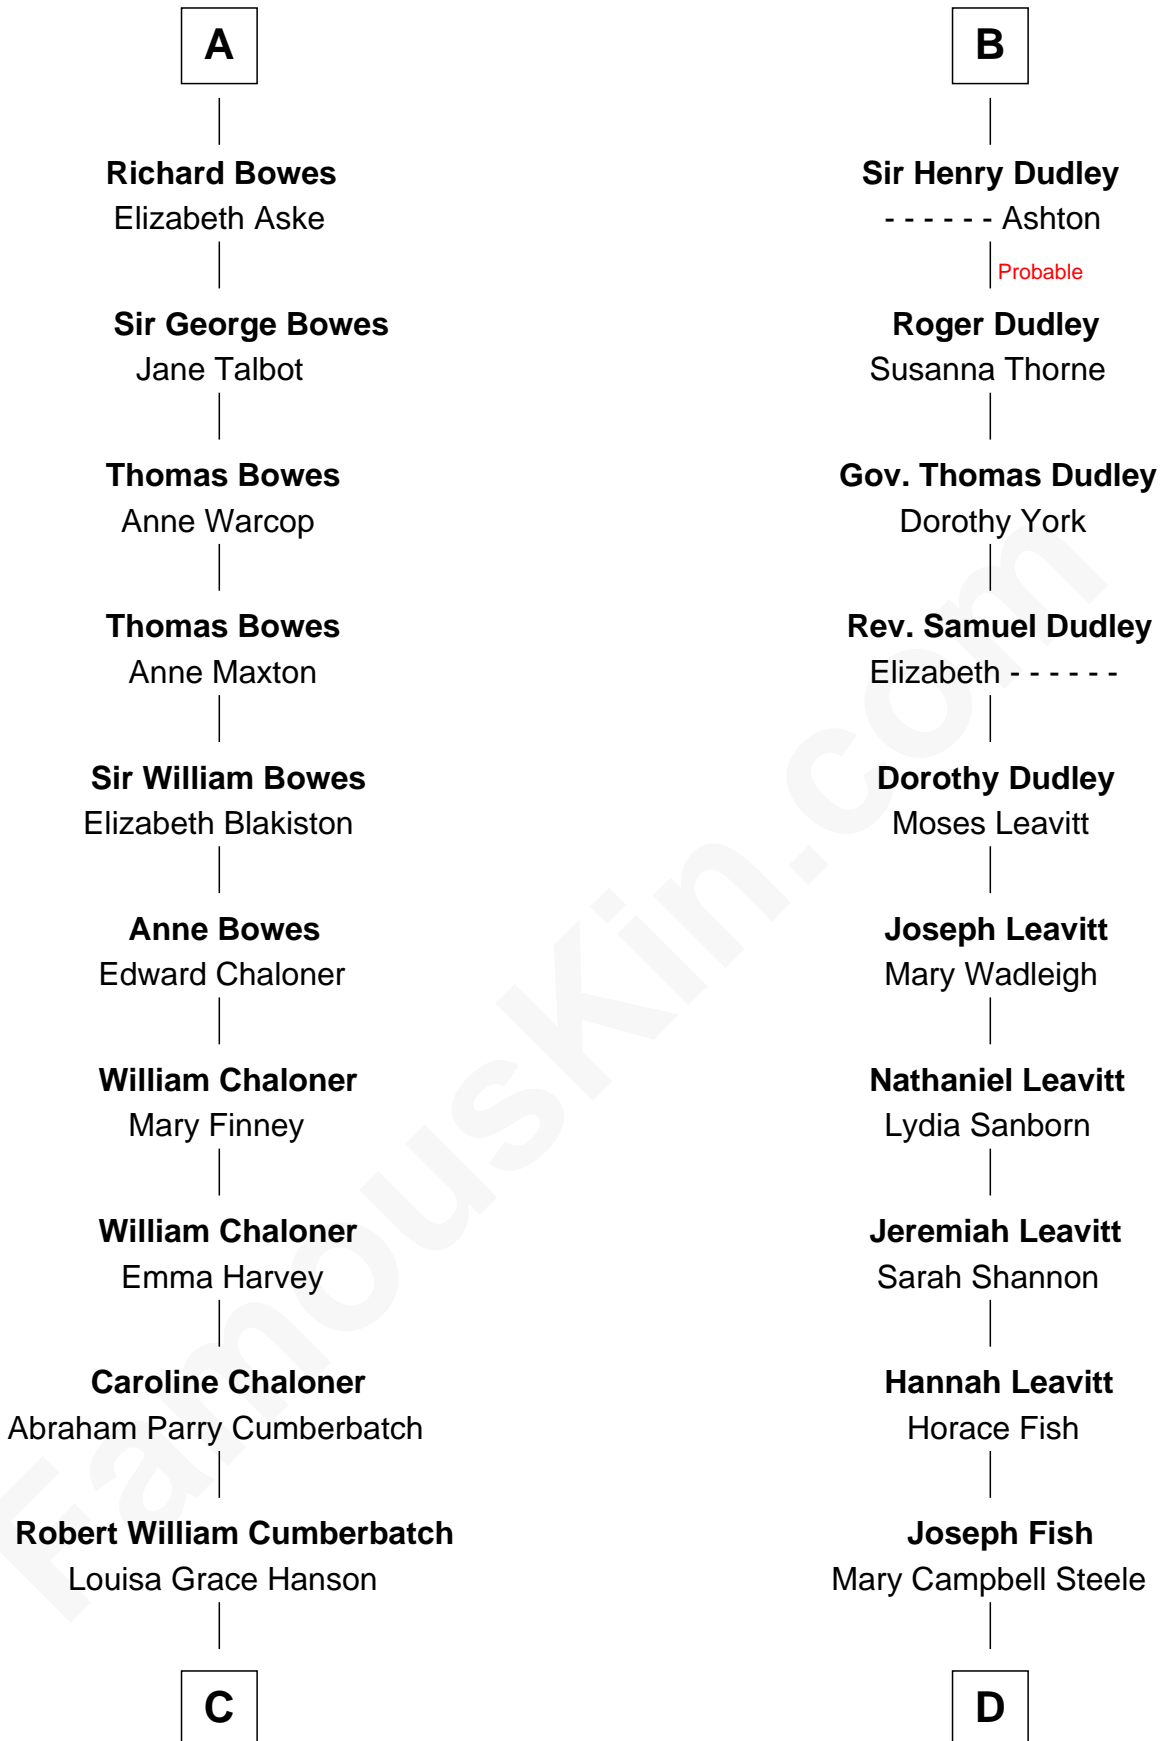 A
Richard Bowes
Elizabeth Aske
Sir George Bowes
Jane Talbot
Thomas Bowes
Anne Warcop
Thomas Bowes
Anne Maxton
Sir William Bowes
Elizabeth Blakiston
Anne Bowes
Edward Chaloner
William Chaloner
Mary Finney
William Chaloner
Emma Harvey
Caroline Chaloner
Abraham Parry Cumberbatch
Robert William Cumberbatch
Louisa Grace Hanson
C
B
Sir Henry Dudley
- - - - - - Ashton
Probable
Roger Dudley
Susanna Thorne
Gov. Thomas Dudley
Dorothy York
Rev. Samuel Dudley
Elizabeth - - - - - -
Dorothy Dudley
Moses Leavitt
Joseph Leavitt
Mary Wadleigh
Nathaniel Leavitt
Lydia Sanborn
Jeremiah Leavitt
Sarah Shannon
Hannah Leavitt
Horace Fish
Joseph Fish
Mary Campbell Steele
D
FamousKin.com